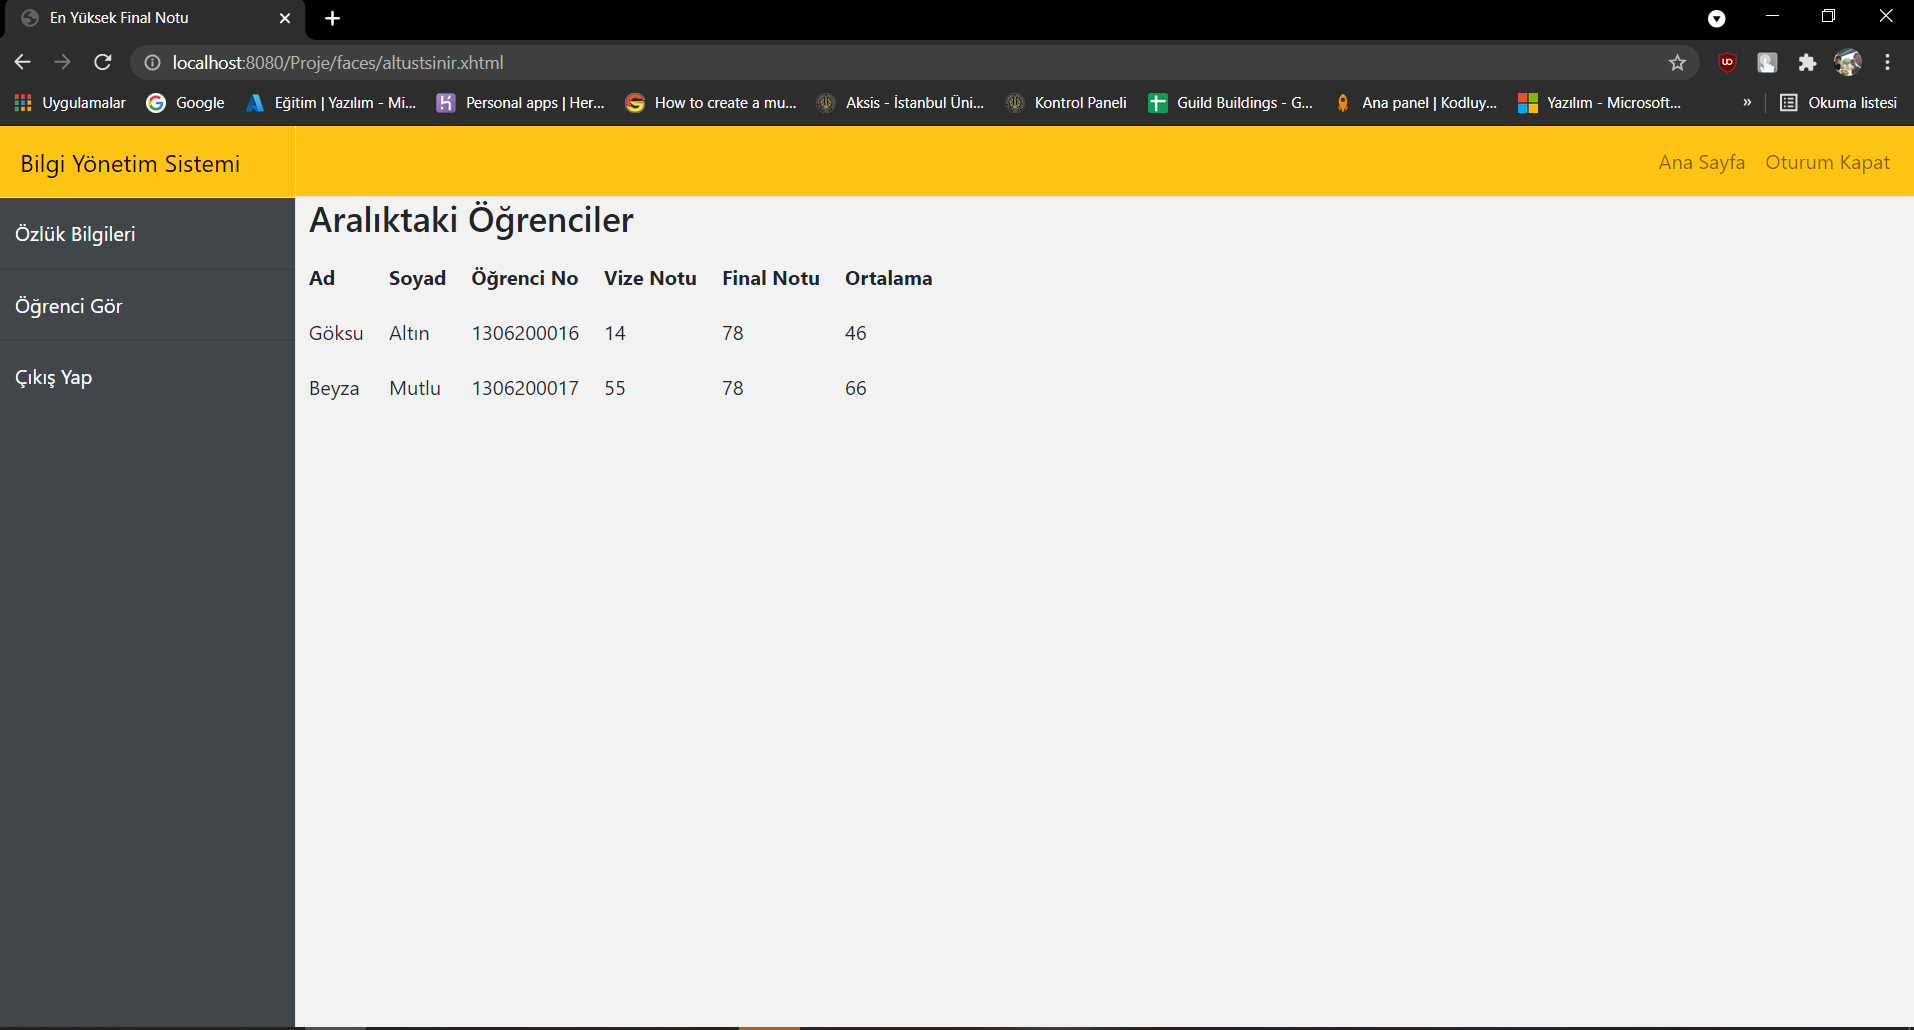 En Yüksek Final Notu
localhost:8080/Proje/faces/altustsinir.xhtml
Uygulamalar Google Eğitim | Yazılım - Mi... Personal apps | Her... How to create a mu... Aksis - İstanbul Üni... Kontrol Paneli Guild Buildings - G... Ana panel | Kodluy... Yazılım - Microsoft... » Okuma listesi
Bilgi Yönetim Sistemi Ana Sayfa Oturum Kapat
Özlük Bilgileri
Öğrenci Gör
Çıkış Yap
Aralıktaki Öğrenciler
Ad Soyad Öğrenci No Vize Notu Final Notu Ortalama
Göksu Altın 1306200016 14 78 46
Beyza Mutlu 1306200017 55 78 66